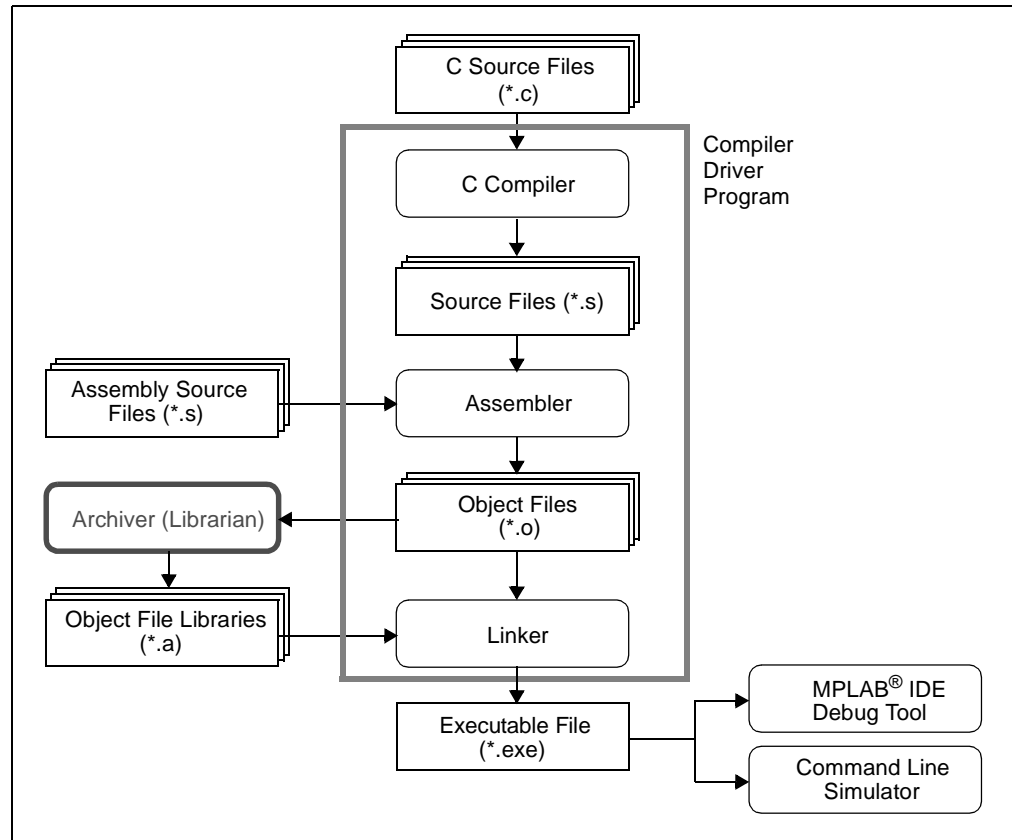 C Source Files
(*.c)
Compiler
Driver
Program
C Compiler
Source Files (*.s)
Assembly Source
Files (*.s)
Assembler
Archiver (Librarian)
Object Files
(*.o)
Object File Libraries
(*.a)
Linker
Executable File
(*.exe)
MPLAB® IDE
Debug Tool
Command Line
Simulator